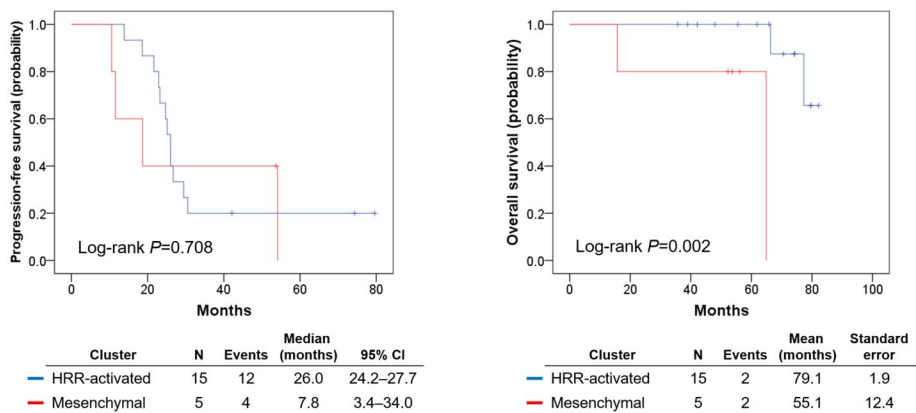 Progression-free survival (probability)
1.0
0.8
0.6
0.4
0.2
0.0
Log-rank P=0.708
0 20 40 60 80
Months
Cluster N Events Median (months) 95% CI
HRR-activated 15 12 26.0 24.2–27.7
Mesenchymal 5 4 7.8 3.4–34.0
Overall survival (probability)
1.0
0.8
0.6
0.4
0.2
0.0
Log-rank P=0.002
0 20 40 60 80 100
Months
Cluster N Events Mean (months) Standard error
HRR-activated 15 2 79.1 1.9
Mesenchymal 5 2 55.1 12.4